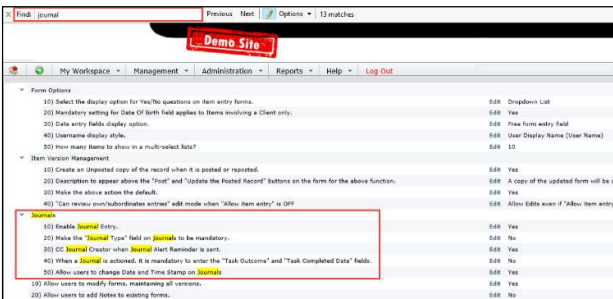 Find: journal Previous Next Options 13 matches
Demo Site
My Workspace Management Administration Reports Help Log Out
Form Options
10) Select the display option for Yes/No questions on item entry forms. Edit Dropdown List
20) Mandatory setting for Date Of Birth field applies to Items involving a Client only. Edit Yes
30) Date entry fields display option. Edit Free form entry field
40) Username display style. Edit User Display Name (User Name)
50) How many items to show in a multi-select lists? Edit 10
Item Version Management
10) Create an Unposted copy of the record when it is posted or reposted. Edit Yes
20) Description to appear above the "Post" and "Update the Posted Record" buttons on the form for the above function. Edit A copy of the updated form will be
30) Make the above action the default. Edit Yes
40) "Can review own/subordinates entries" edit mode when "Allow item entry" is OFF Edit Allow Edits even if "Allow item entry
Journals
10) Enable Journal Entry. Edit Yes
20) Make the "Journal Type" field on Journals to be mandatory. Edit No
30) CC Journal Creator when Journal Alert Reminder is sent. Edit Yes
40) When a Journal is actioned, it is mandatory to enter the "Task Outcome" and "Task Completed Date" fields. Edit No
50) Allow users to change Date and Time Stamp on Journals Edit Yes
10) Allow users to modify forms, maintaining all versions. Edit Yes
20) Allow users to add Notes to existing forms. Edit No